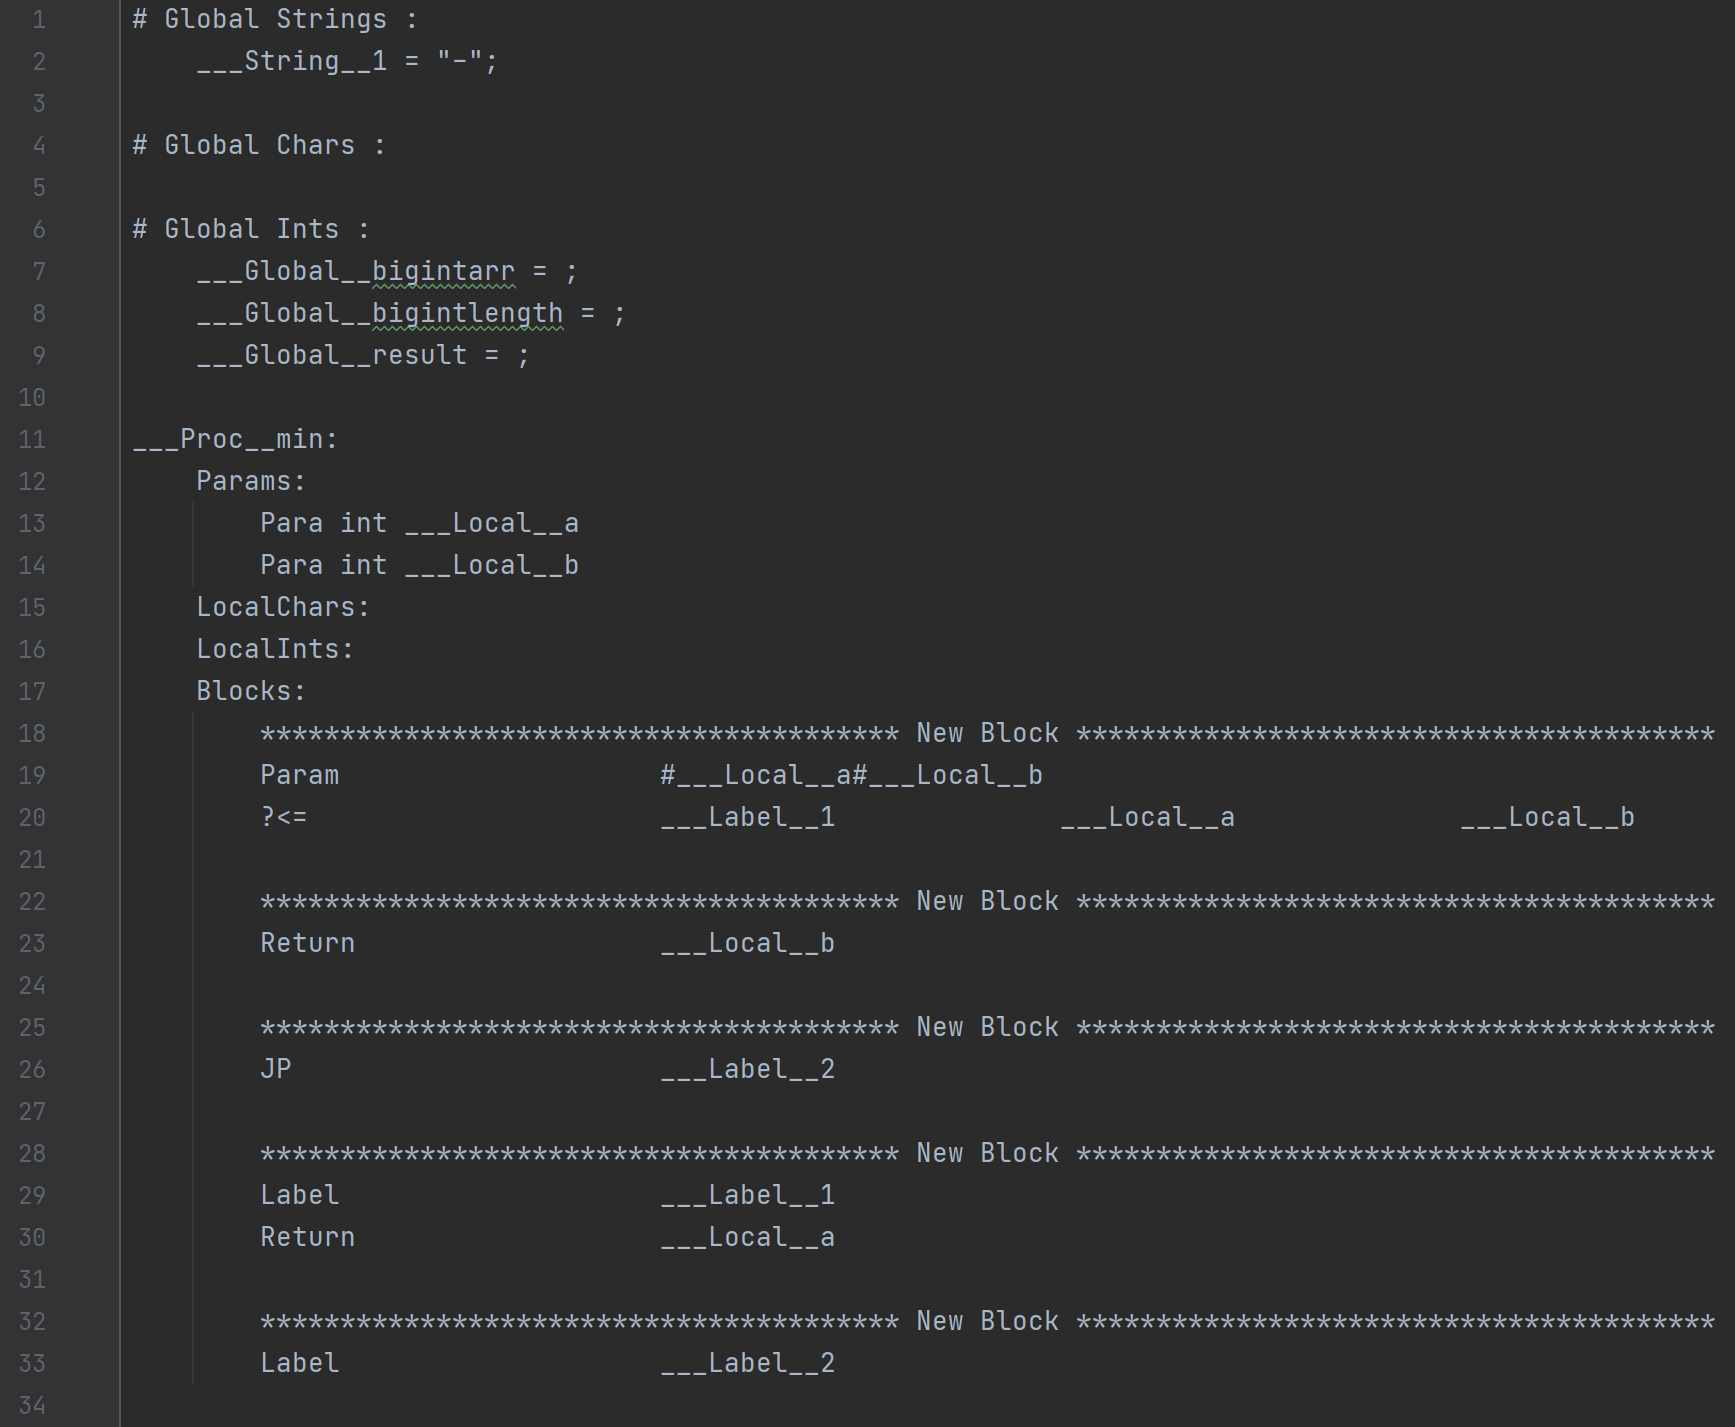 1 # Global Strings :
2     ___String__1 = "-";
3
4 # Global Chars :
5
6 # Global Ints :
7     ___Global__bigintarr = ;
8     ___Global__bigintlength = ;
9     ___Global__result = ;
10
11 ___Proc__min:
12     Params:
13         Para int ___Local__a
14         Para int ___Local__b
15     LocalChars:
16     LocalInts:
17     Blocks:
18         **************************************** New Block ****************************************
19         Param                    #___Local__a#___Local__b
20         ?<=                      ___Label__1              ___Local__a              ___Local__b
21
22         **************************************** New Block ****************************************
23         Return                   ___Local__b
24
25         **************************************** New Block ****************************************
26         JP                       ___Label__2
27
28         **************************************** New Block ****************************************
29         Label                    ___Label__1
30         Return                   ___Local__a
31
32         **************************************** New Block ****************************************
33         Label                    ___Label__2
34